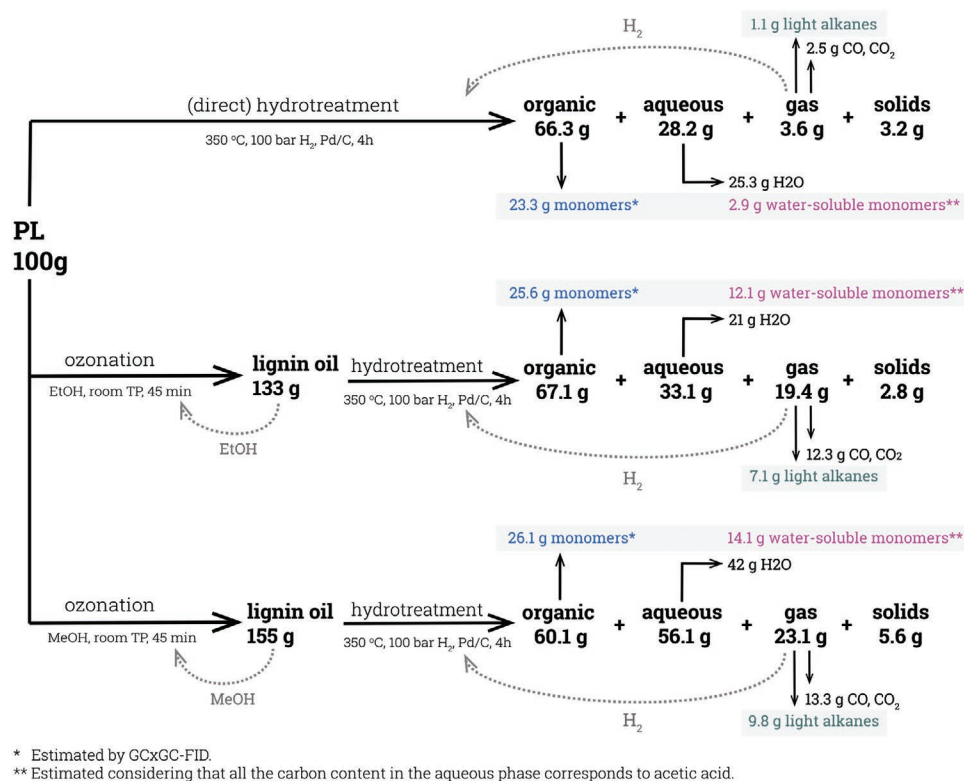 1.1 g light alkanes
H₂
2.5 g CO, CO₂
(direct) hydrotreatment
350 ºC, 100 bar H₂, Pd/C, 4h
organic + aqueous + gas + solids
66.3 g 28.2 g 3.6 g 3.2 g
25.3 g H2O
23.3 g monomers* 2.9 g water-soluble monomers**
PL
100g
25.6 g monomers* 12.1 g water-soluble monomers**
21 g H2O
ozonation
EtOH, room TP, 45 min
lignin oil
133 g
hydrotreatment
350 ºC, 100 bar H₂, Pd/C, 4h
organic + aqueous + gas + solids
67.1 g 33.1 g 19.4 g 2.8 g
EtOH
H₂
12.3 g CO, CO₂
7.1 g light alkanes
26.1 g monomers* 14.1 g water-soluble monomers**
42 g H2O
ozonation
MeOH, room TP, 45 min
lignin oil
155 g
hydrotreatment
350 ºC, 100 bar H₂, Pd/C, 4h
organic + aqueous + gas + solids
60.1 g 56.1 g 23.1 g 5.6 g
MeOH
H₂
13.3 g CO, CO₂
9.8 g light alkanes
* Estimated by GCxGC-FID.
** Estimated considering that all the carbon content in the aqueous phase corresponds to acetic acid.